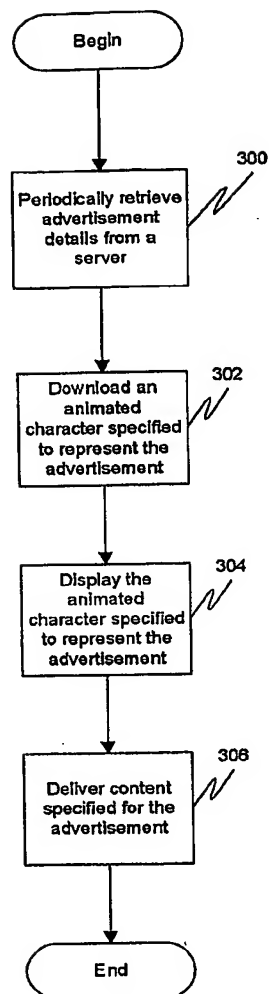 Begin
300
Periodically retrieve
advertisement
details from a
server
302
Download an
animated
character specified
to represent the
advertisement
304
Display the
animated
character specified
to represent the
advertisement
306
Deliver content
specified for the
advertisement
End